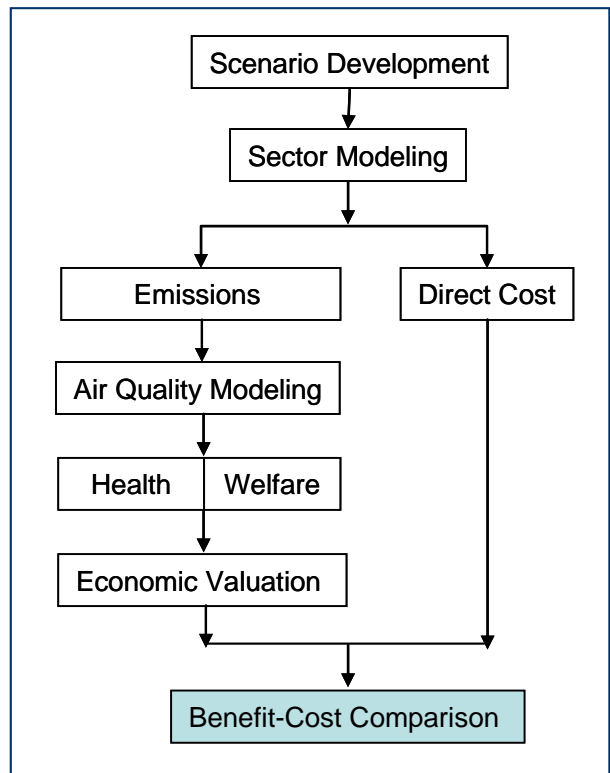 Scenario Development
Sector Modeling
Emissions
Direct Cost
Air Quality Modeling
Health
Welfare
Economic Valuation
Benefit-Cost Comparison